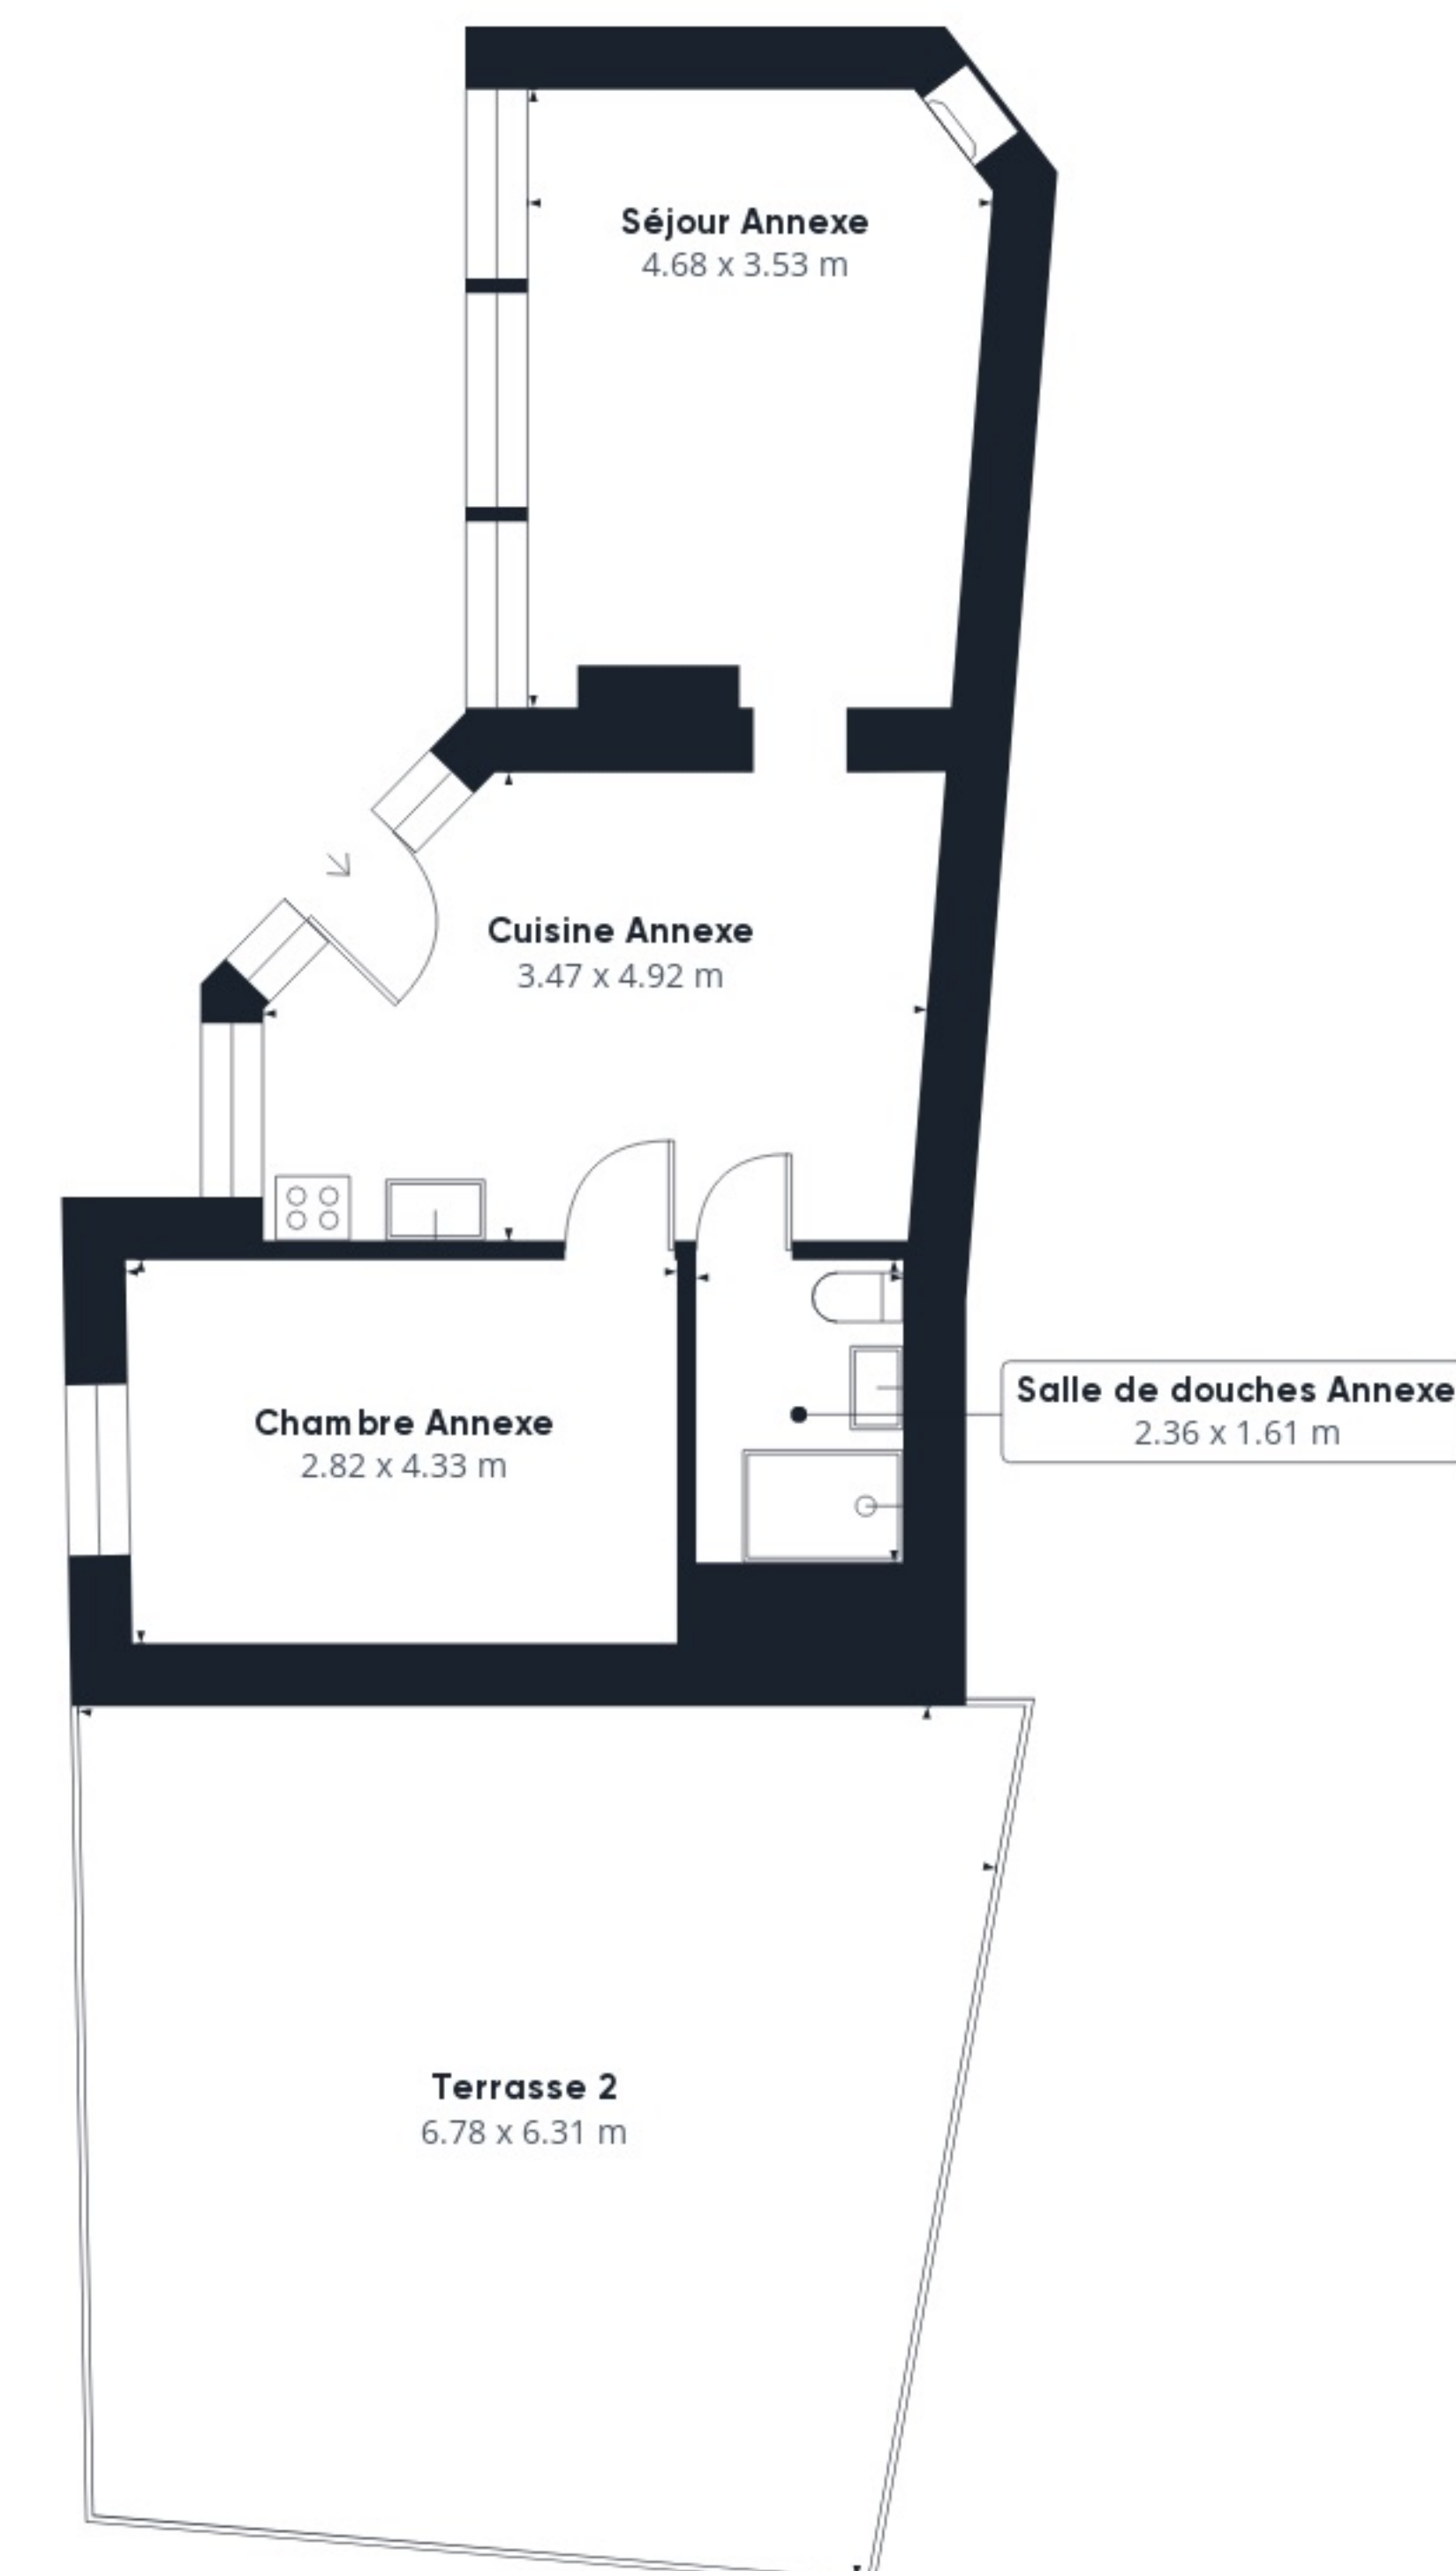 Séjour Annexe
4.68 x 3.53 m
Cuisine Annexe
3.47 x 4.92 m
Chambre Annexe
2.82 x 4.33 m
Salle de douches Annexe
2.36 x 1.61 m
Terrasse 2
6.78 x 6.31 m